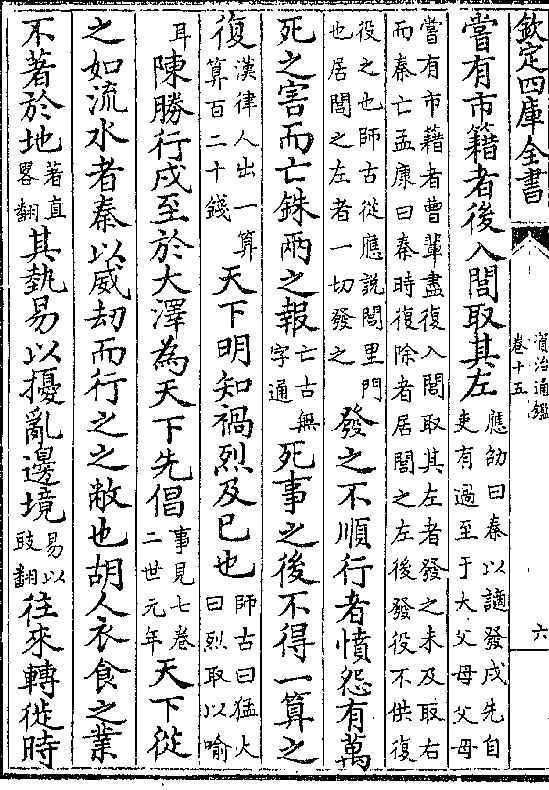 欽定四庫全書
資治通鑑
卷十五
六
嘗有市籍者後入閭取其左應劭曰秦以謫發戍先自吏有過至于大父母父母
嘗有市籍者曹輩盡復入閭取其左者發之未及取右
而秦亡孟康曰秦時復除者居閭之左後發役不供復
役之也師古從應說閭里門也居閭之左者一切發之發之不順行者憤怨有萬
死之害而亡銖兩之報亡古無字通死事之後不得一算之
復漢律人出一算算百二十錢天下明知禍烈及已也師古曰猛火曰烈取以喻
耳陳勝行戍至於大澤為天下先倡事見七卷二世元年天下從
之如流水者秦以威劫而行之之敝也胡人衣食之業
不著於地著直畧翻其埶易以擾亂邊境易以豉翻往來轉徙時